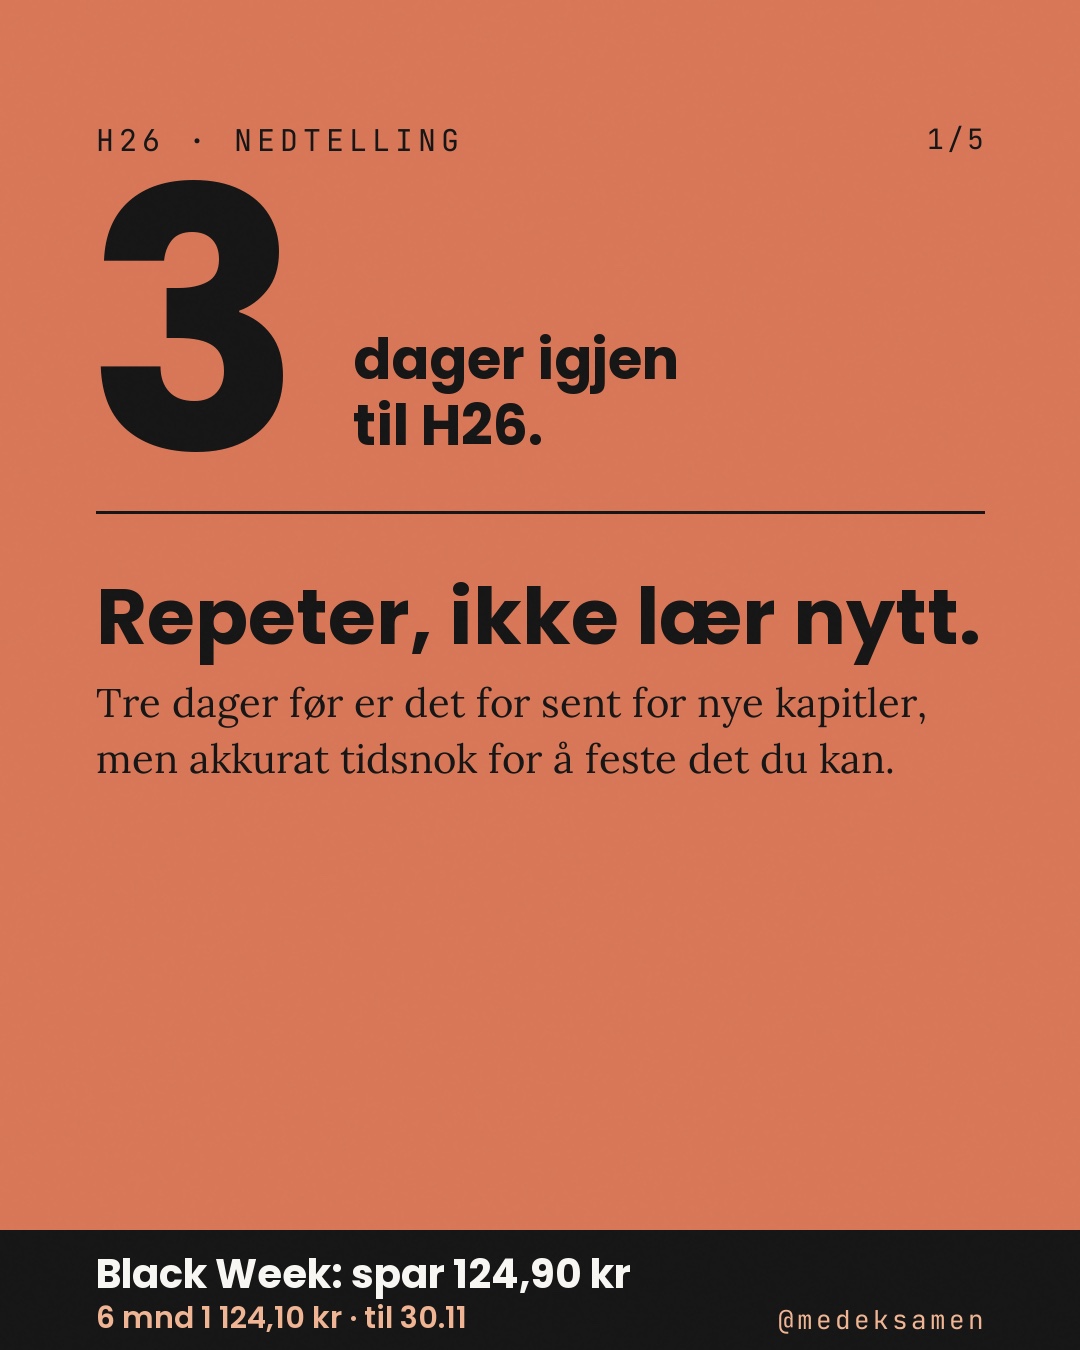 H26 · NEDTELLING
1/5
3
dager igjen
til H26.
Repeter, ikke lær nytt.
Tre dager før er det for sent for nye kapitler,
men akkurat tidsnok for å feste det du kan.
Black Week: spar 124,90 kr
6 mnd 1 124,10 kr · til 30.11
@medeksamen